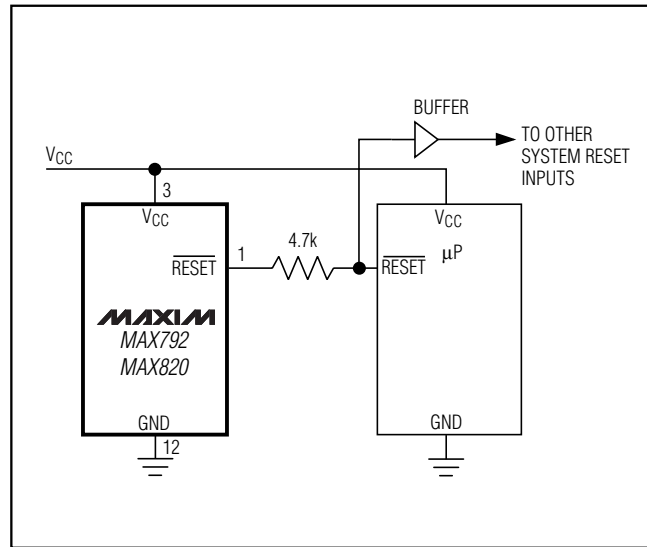 BUFFER
TO OTHER
SYSTEM RESET
INPUTS
VCC
3
VCC
VCC
4.7k
1
RESET
RESET
μP
MAXIM
MAX792
MAX820
GND
12
GND